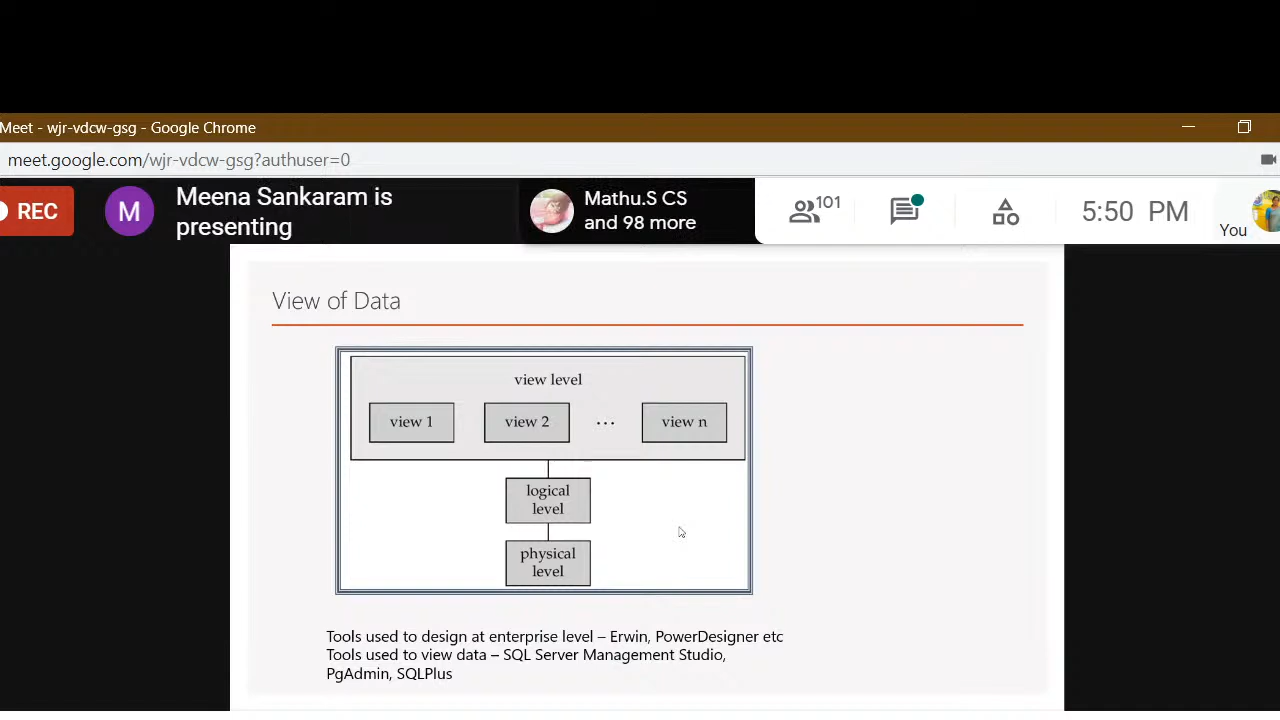 Meet - wjr-vdcw-gsg - Google Chrome
meet.google.com/wjr-vdcw-gsg?authuser=0
REC
M
Meena Sankaram is
presenting
Mathu.S CS
and 98 more
101
5:50 PM
You
View of Data
view level
view 1
view 2
...
view n
logical
level
physical
level
Tools used to design at enterprise level – Erwin, PowerDesigner etc
Tools used to view data – SQL Server Management Studio,
PgAdmin, SQLPlus